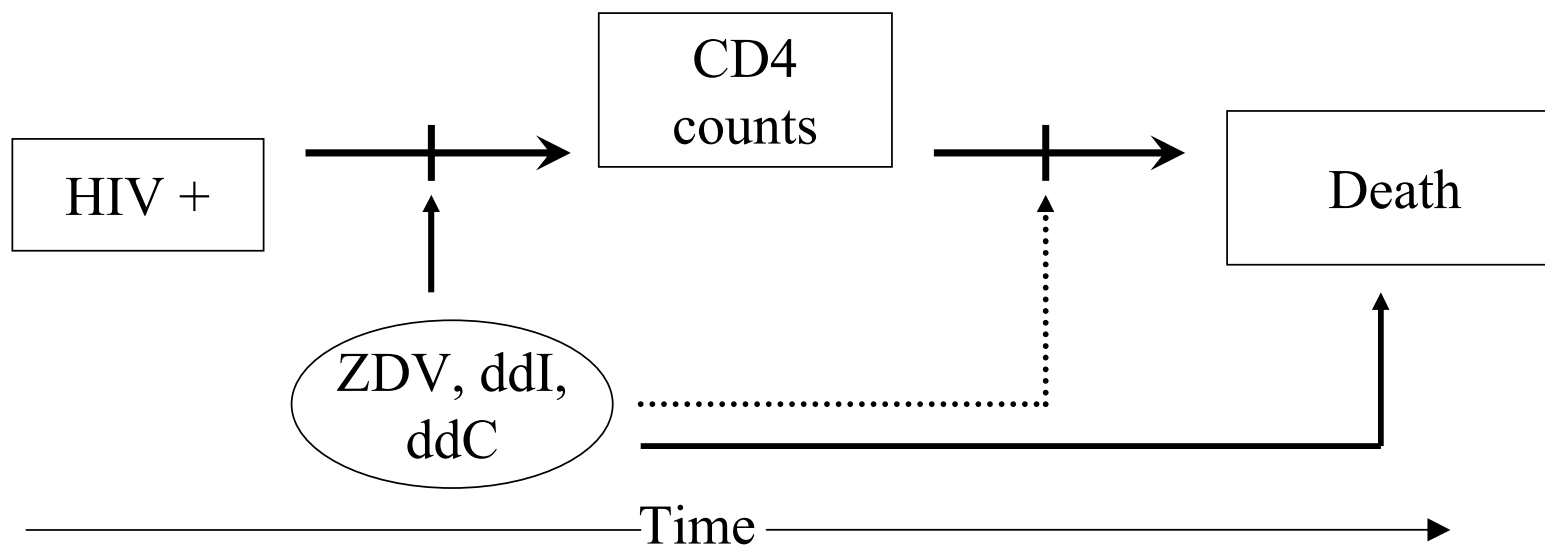 HIV +
CD4
counts
Death
ZDV, ddI,
ddC
Time